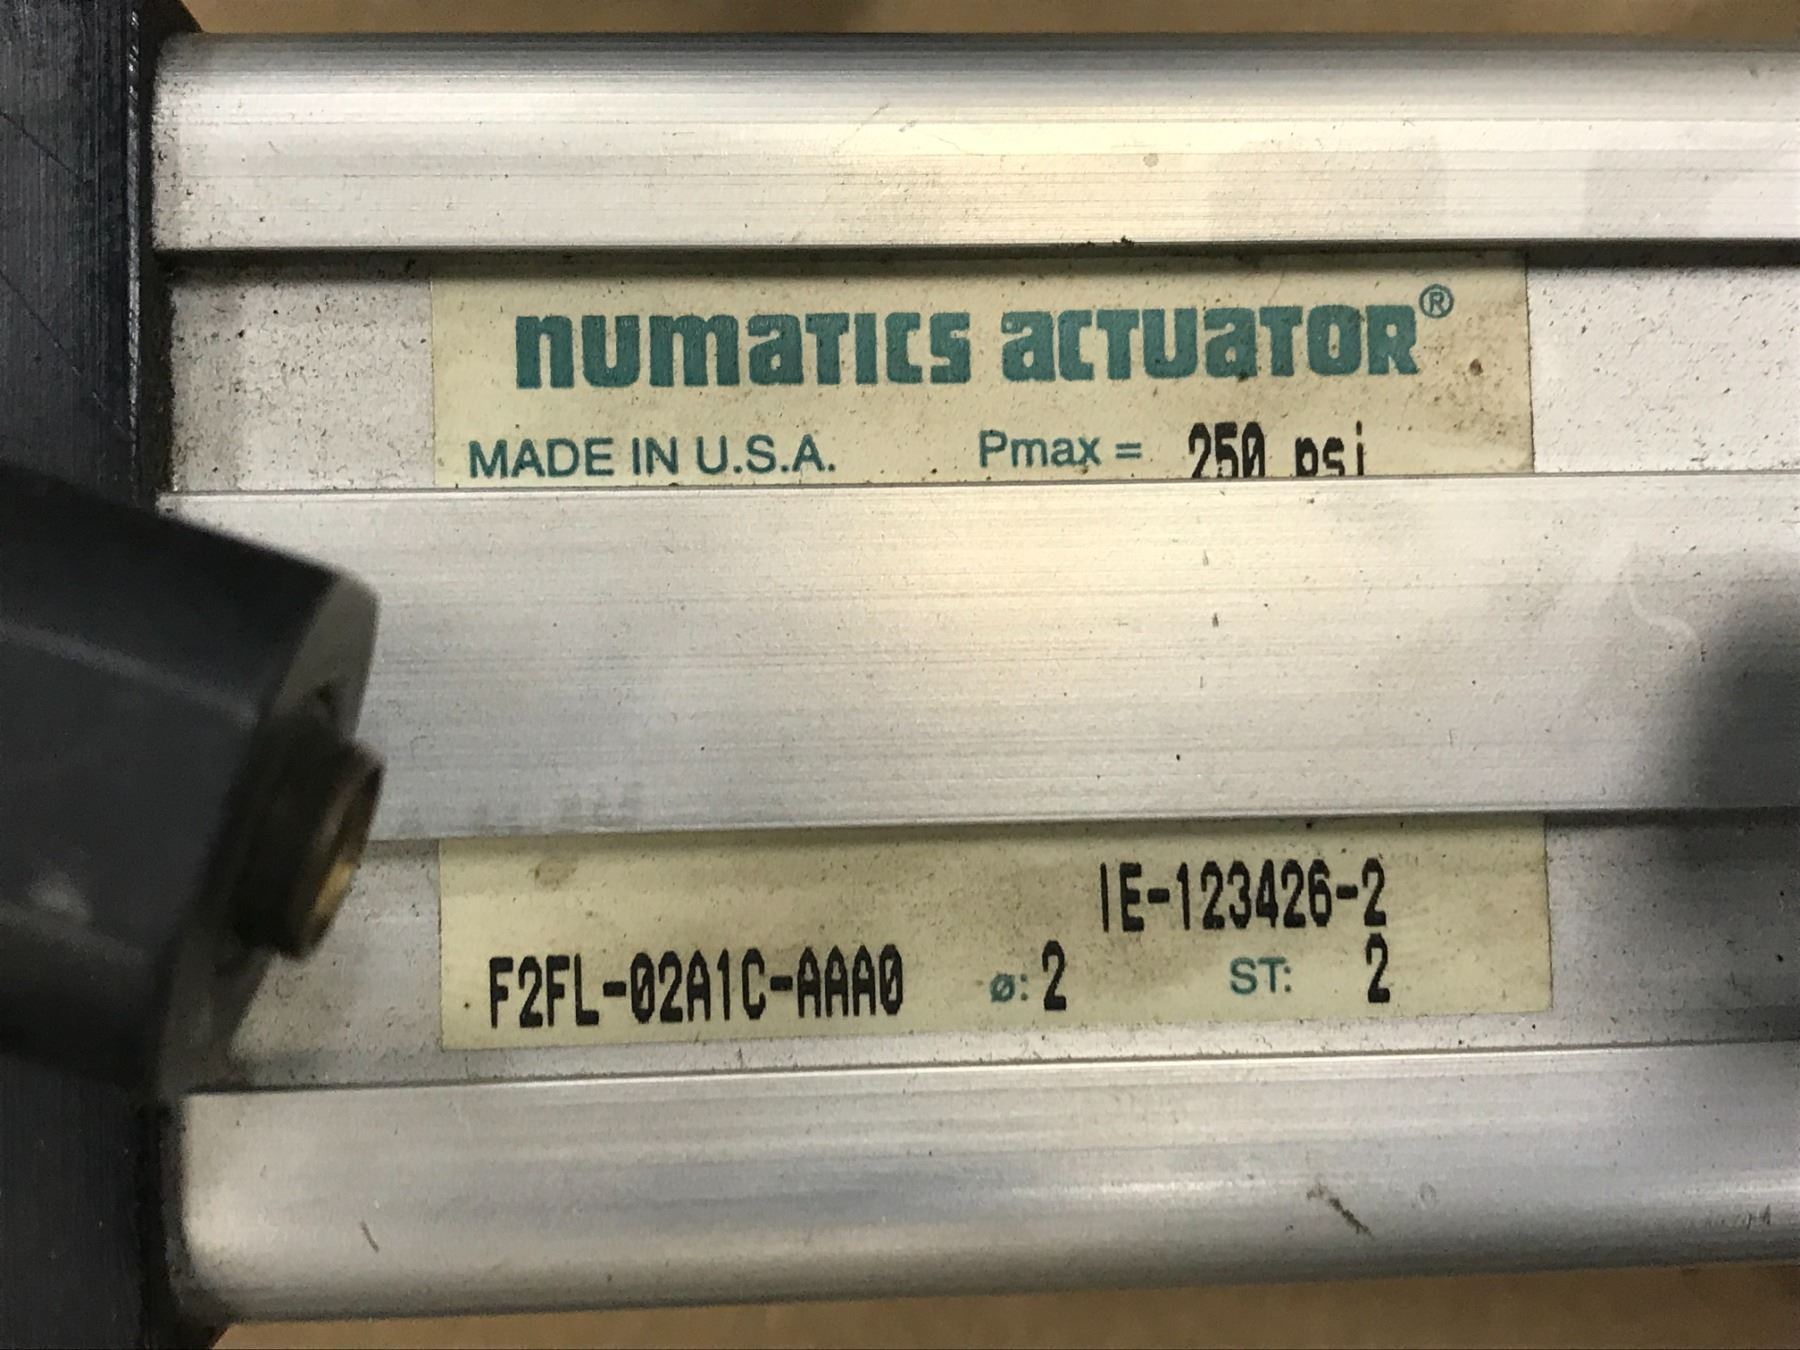 numatics actuator®
MADE IN U.S.A. Pmax = 250 psi
IE-123426-2
F2FL-02A1C-AAA0 ø: 2 ST: 2